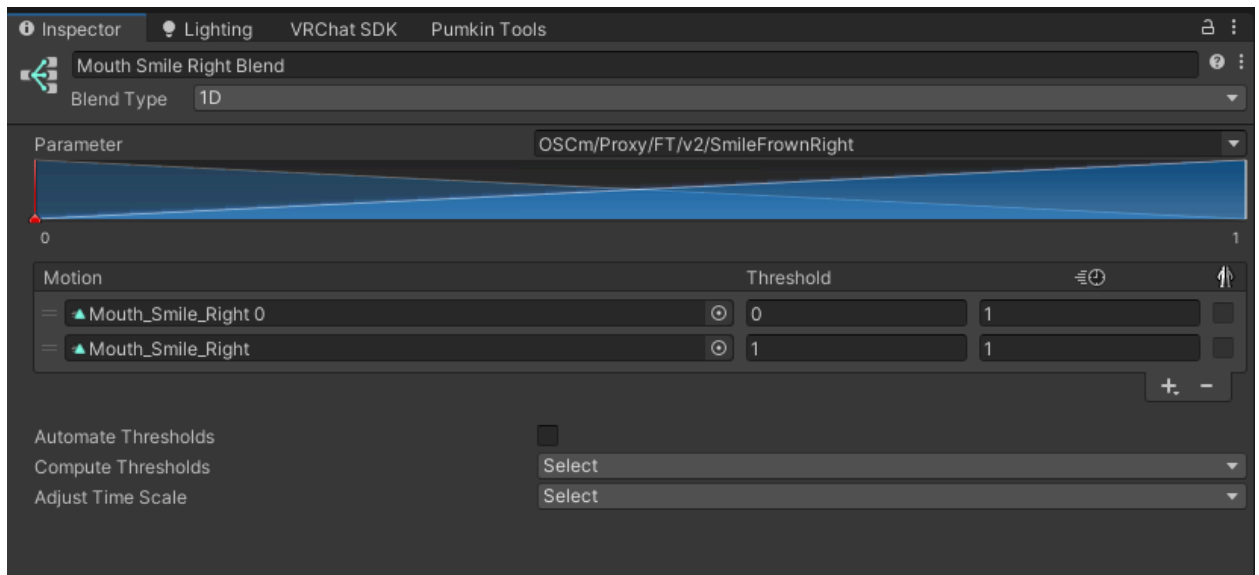 Inspector Lighting VRChat SDK Pumkin Tools
Mouth Smile Right Blend
Blend Type 1D
Parameter OSCm/Proxy/FT/v2/SmileFrownRight
0 1
Motion Threshold
Mouth_Smile_Right 0 0 1
Mouth_Smile_Right 1 1
Automate Thresholds
Compute Thresholds Select
Adjust Time Scale Select